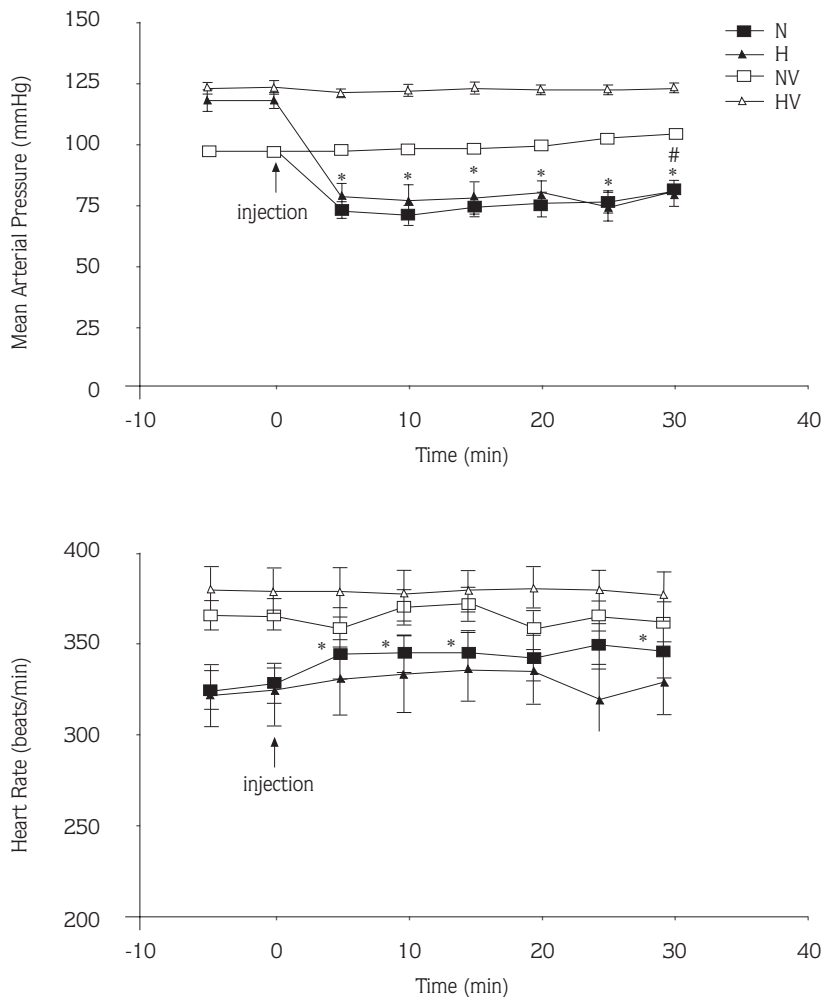 150
125
100
75
50
25
0
Mean Arterial Pressure (mmHg)
N
H
NV
HV
#
* * * * * *
injection
-10 0 10 20 30 40
Time (min)
400
350
300
250
200
Heart Rate (beats/min)
* * * *
injection
-10 0 10 20 30 40
Time (min)